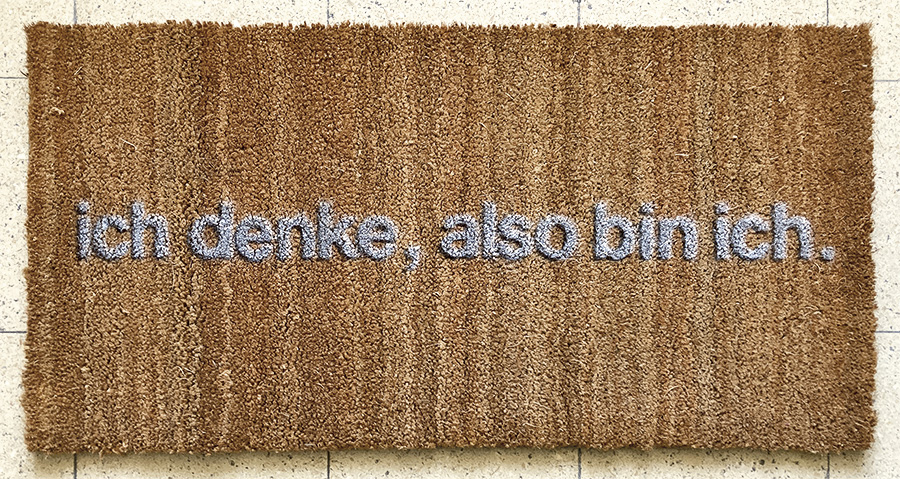 ich denke, also bin ich.